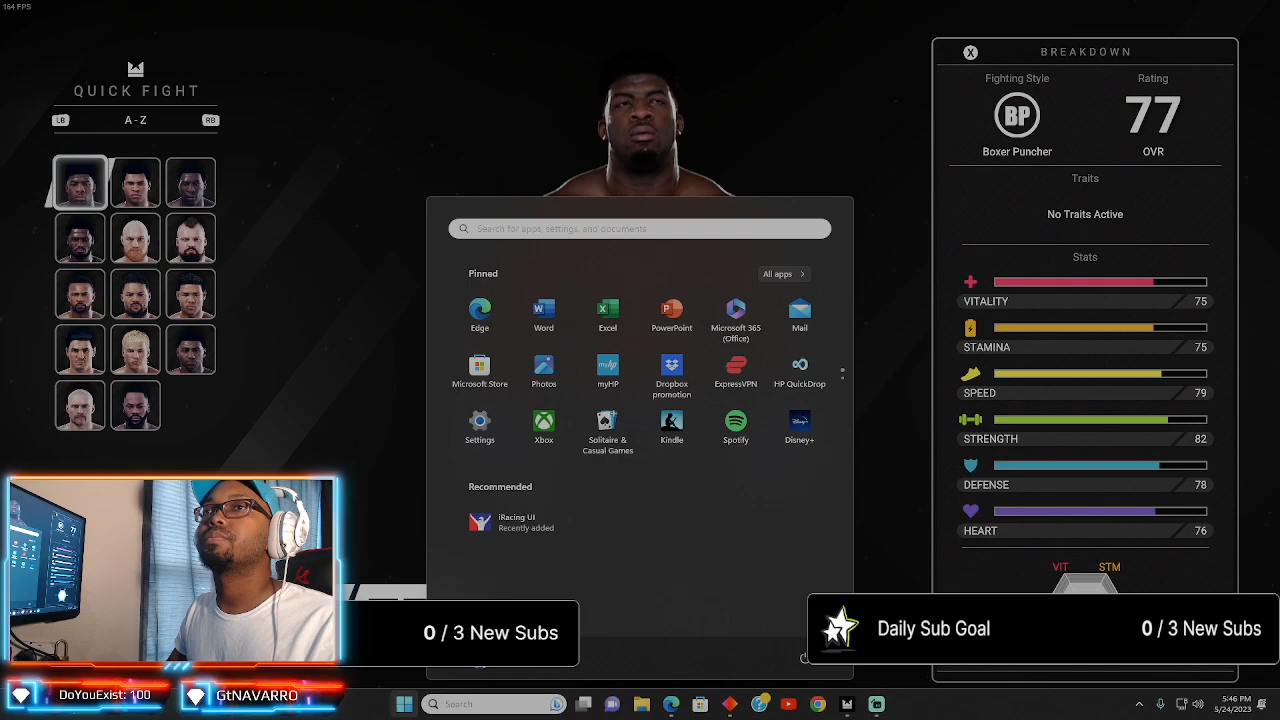 164 FPS
QUICK FIGHT
LB
A - Z
RB
X
BREAKDOWN
Fighting Style
Rating
BP
77
Boxer Puncher
OVR
Traits
No Traits Active
Stats
VITALITY
75
STAMINA
75
SPEED
79
STRENGTH
82
DEFENSE
78
HEART
76
VIT
STM
Search for apps, settings, and documents
Pinned
All apps
Edge
Word
Excel
PowerPoint
Microsoft 365
(Office)
Mail
Microsoft Store
Photos
myHP
Dropbox
promotion
ExpressVPN
HP QuickDrop
Settings
Xbox
Solitaire &
Casual Games
Kindle
Spotify
Disney+
Recommended
iRacing UI
Recently added
0 / 3 New Subs
Daily Sub Goal
0 / 3 New Subs
DoYouExist: 100
GtNAVARRO
Search
5:46 PM
5/24/2023